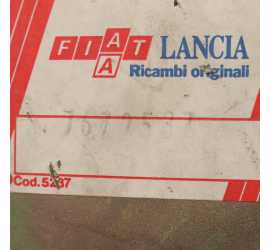 FIAT LANCIA
A
Ricambi originali
Cod. 5237